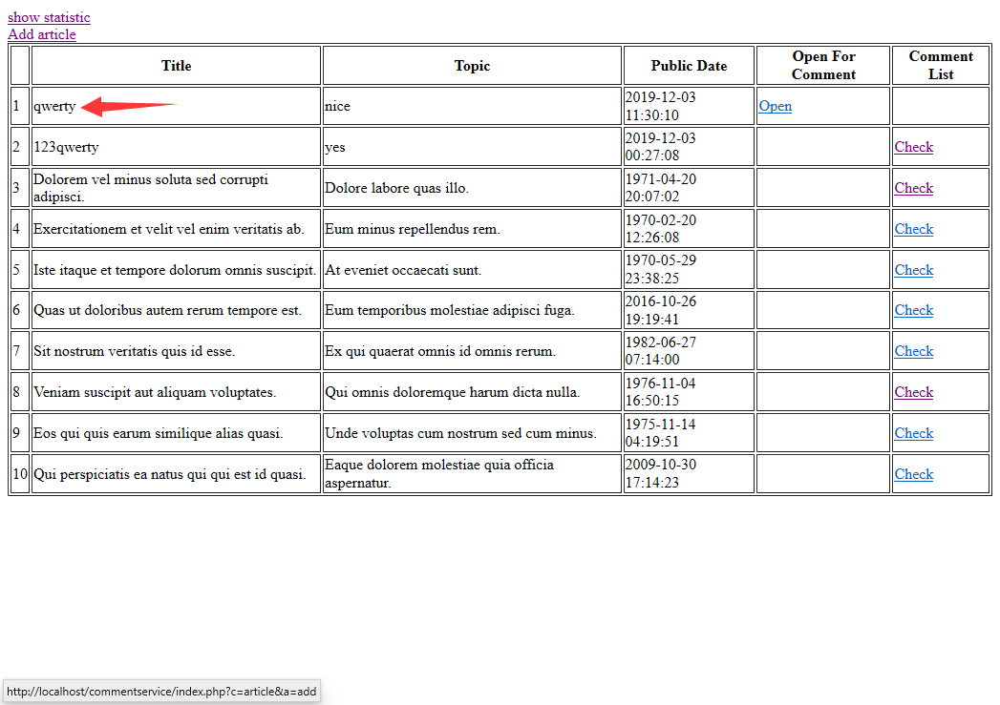 show statistic
Add article
Title Topic Public Date Open For Comment Comment List
1 qwerty nice 2019-12-03 11:30:10 Open
2 123qwerty yes 2019-12-03 00:27:08 Check
3 Dolorem vel minus soluta sed corrupti adipisci. Dolore labore quas illo. 1971-04-20 20:07:02 Check
4 Exercitationem et velit vel enim veritatis ab. Eum minus repellendus rem. 1970-02-20 12:26:08 Check
5 Iste itaque et tempore dolorum omnis suscipit. At eveniet occaecati sunt. 1970-05-29 23:38:25 Check
6 Quas ut doloribus autem rerum tempore est. Eum temporibus molestiae adipisci fuga. 2016-10-26 19:19:41 Check
7 Sit nostrum veritatis quis id esse. Ex qui quaerat omnis id omnis rerum. 1982-06-27 07:14:00 Check
8 Veniam suscipit aut aliquam voluptates. Qui omnis doloremque harum dicta nulla. 1976-11-04 16:50:15 Check
9 Eos qui quis earum similique alias quasi. Unde voluptas cum nostrum sed cum minus. 1975-11-14 04:19:51 Check
10 Qui perspiciatis ea natus qui qui est id quasi. Eaque dolorem molestiae quia officia aspernatur. 2009-10-30 17:14:23 Check
http://localhost/commentservice/index.php?c=article&a=add